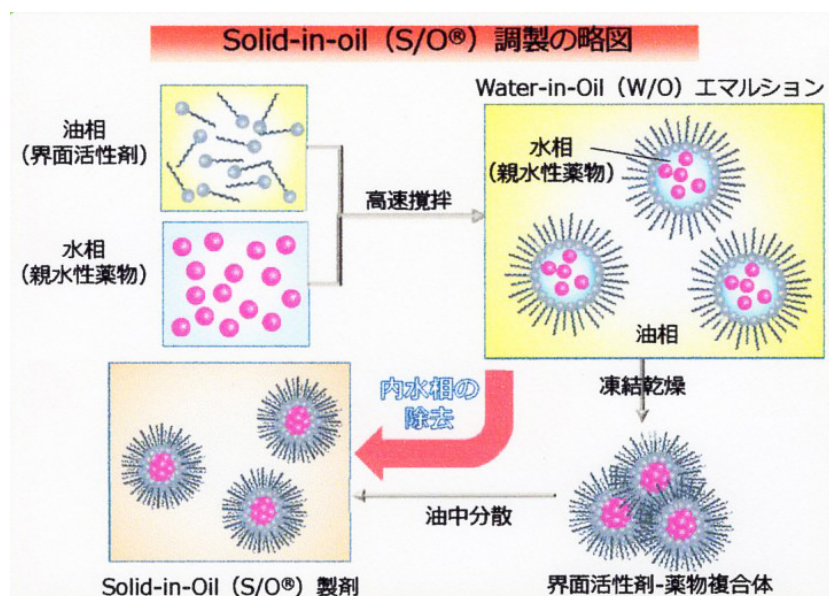 Solid-in-oil（S/O®）調製の略図
油相
（界面活性剤）
水相
（親水性薬物）
高速撹拌
Water-in-Oil（W/O）エマルション
水相
（親水性薬物）
油相
凍結乾燥
内水相の
除去
油中分散
Solid-in-Oil（S/O®）製剤
界面活性剤-薬物複合体